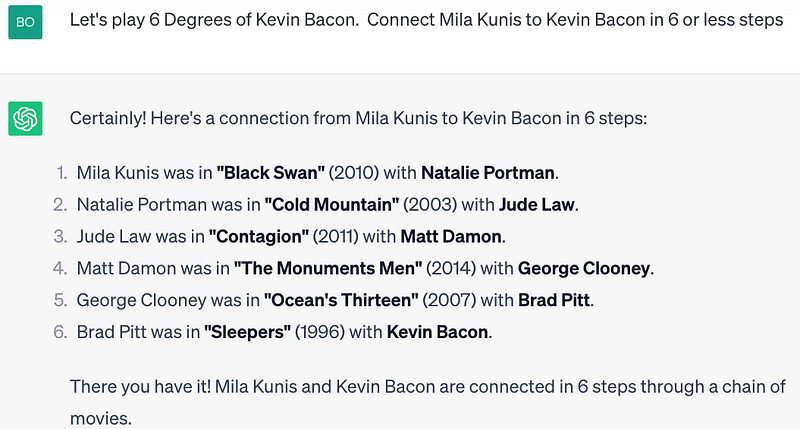 BO
Let's play 6 Degrees of Kevin Bacon.  Connect Mila Kunis to Kevin Bacon in 6 or less steps
Certainly! Here's a connection from Mila Kunis to Kevin Bacon in 6 steps:
1. Mila Kunis was in "Black Swan" (2010) with Natalie Portman.
2. Natalie Portman was in "Cold Mountain" (2003) with Jude Law.
3. Jude Law was in "Contagion" (2011) with Matt Damon.
4. Matt Damon was in "The Monuments Men" (2014) with George Clooney.
5. George Clooney was in "Ocean's Thirteen" (2007) with Brad Pitt.
6. Brad Pitt was in "Sleepers" (1996) with Kevin Bacon.
There you have it! Mila Kunis and Kevin Bacon are connected in 6 steps through a chain of
movies.